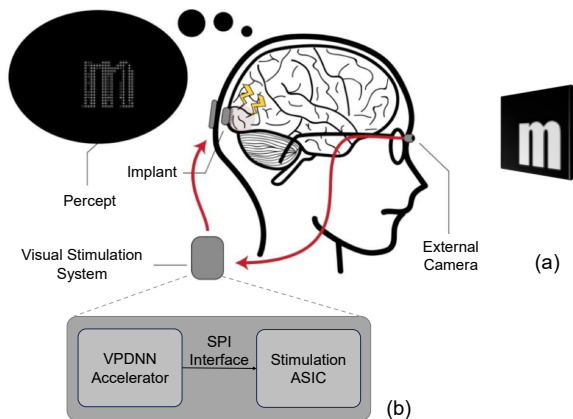 m
m
Implant
Percept
External
Camera
(a)
Visual Stimulation
System
SPI
Interface
VPDNN
Accelerator
Stimulation
ASIC
(b)